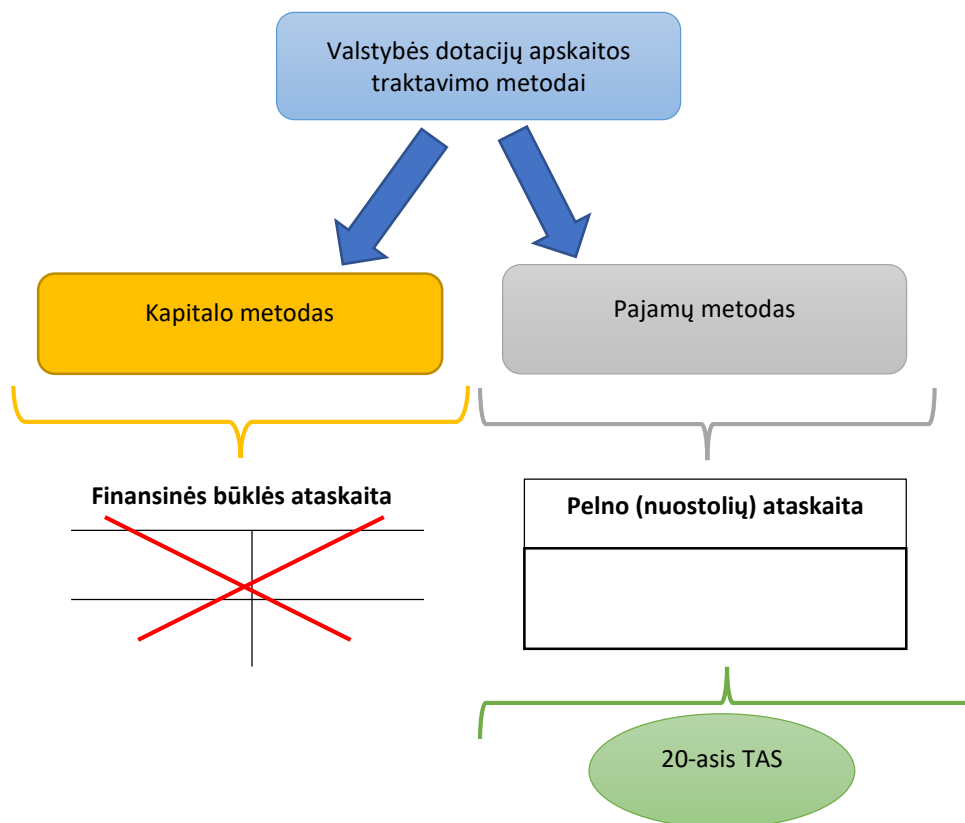 Valstybės dotacijų apskaitos
traktavimo metodai
Kapitalo metodas
Pajamų metodas
Finansinės būklės ataskaita
Pelno (nuostolių) ataskaita
20-asis TAS